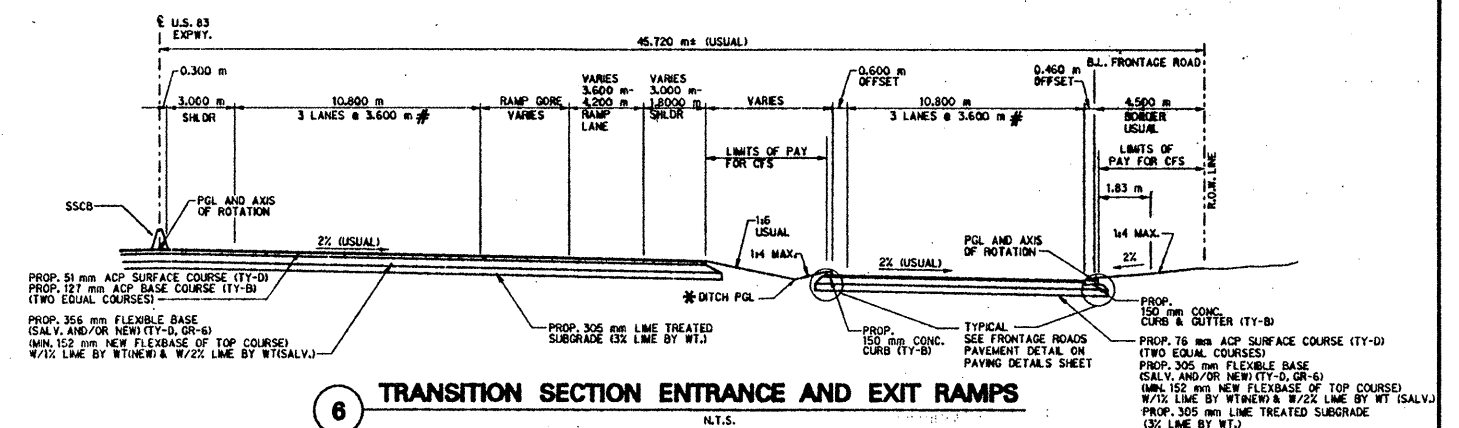 ℄ U.S. 83
EXPWY.
45.720 m± (USUAL)
B.L. FRONTAGE ROAD
0.300 m
3.000 m
SHLDR
10.800 m
3 LANES @ 3.600 m #
RAMP GORE
VARIES
VARIES
3.600 m-
4.200 m
RAMP
LANE
VARIES
3.000 m-
1.8000 m
SHLDR
VARIES
0.600 m
OFFSET
10.800 m
3 LANES @ 3.600 m #
0.460 m
OFFSET
4.500 m
BORDER
USUAL
LIMITS OF PAY
FOR CFS
LIMITS OF
PAY FOR CFS
1.83 m
R.O.W. LINE
SSCB
PGL AND AXIS
OF ROTATION
2% (USUAL)
1:6
USUAL
1:4 MAX.
* DITCH PGL
2% (USUAL)
PGL AND AXIS
OF ROTATION
1:4 MAX.
2%
PROP. 51 mm ACP SURFACE COURSE (TY-D)
PROP. 127 mm ACP BASE COURSE (TY-B)
(TWO EQUAL COURSES)
PROP. 356 mm FLEXIBLE BASE
(SALV. AND/OR NEW) (TY-D, GR-6)
(MIN. 152 mm NEW FLEXBASE OF TOP COURSE)
W/1% LIME BY WT(NEW) & W/2% LIME BY WT(SALV.)
PROP. 305 mm LIME TREATED
SUBGRADE (3% LIME BY WT.)
PROP.
150 mm CONC.
CURB (TY-B)
TYPICAL
SEE FRONTAGE ROADS
PAVEMENT DETAIL ON
PAVING DETAILS SHEET
PROP.
150 mm CONC.
CURB & GUTTER (TY-B)
PROP. 76 mm ACP SURFACE COURSE (TY-D)
(TWO EQUAL COURSES)
PROP. 305 mm FLEXIBLE BASE
(SALV. AND/OR NEW) (TY-D, GR-6)
(MIN. 152 mm NEW FLEXBASE OF TOP COURSE)
W/1% LIME BY WT(NEW) & W/2% LIME BY WT (SALV.)
PROP. 305 mm LIME TREATED SUBGRADE
(3% LIME BY WT.)
6 TRANSITION SECTION ENTRANCE AND EXIT RAMPS
N.T.S.